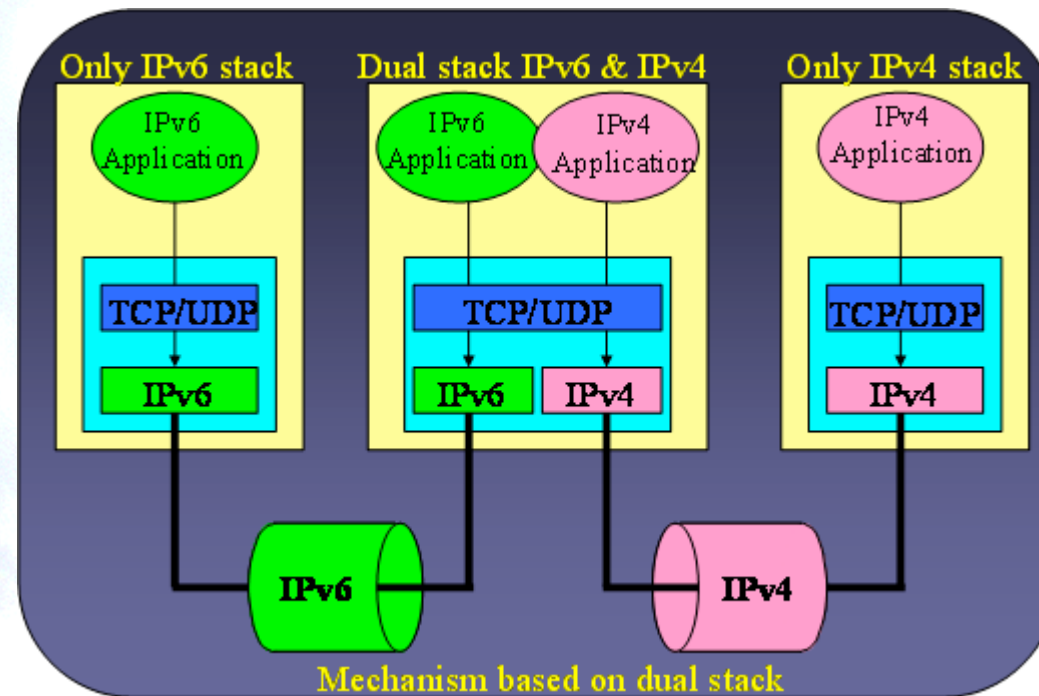 Only IPv6 stack
Dual stack IPv6 & IPv4
Only IPv4 stack
IPv6
Application
IPv6
Application
IPv4
Application
IPv4
Application
TCP/UDP
TCP/UDP
TCP/UDP
IPv6
IPv6
IPv4
IPv4
IPv6
IPv4
Mechanism based on dual stack